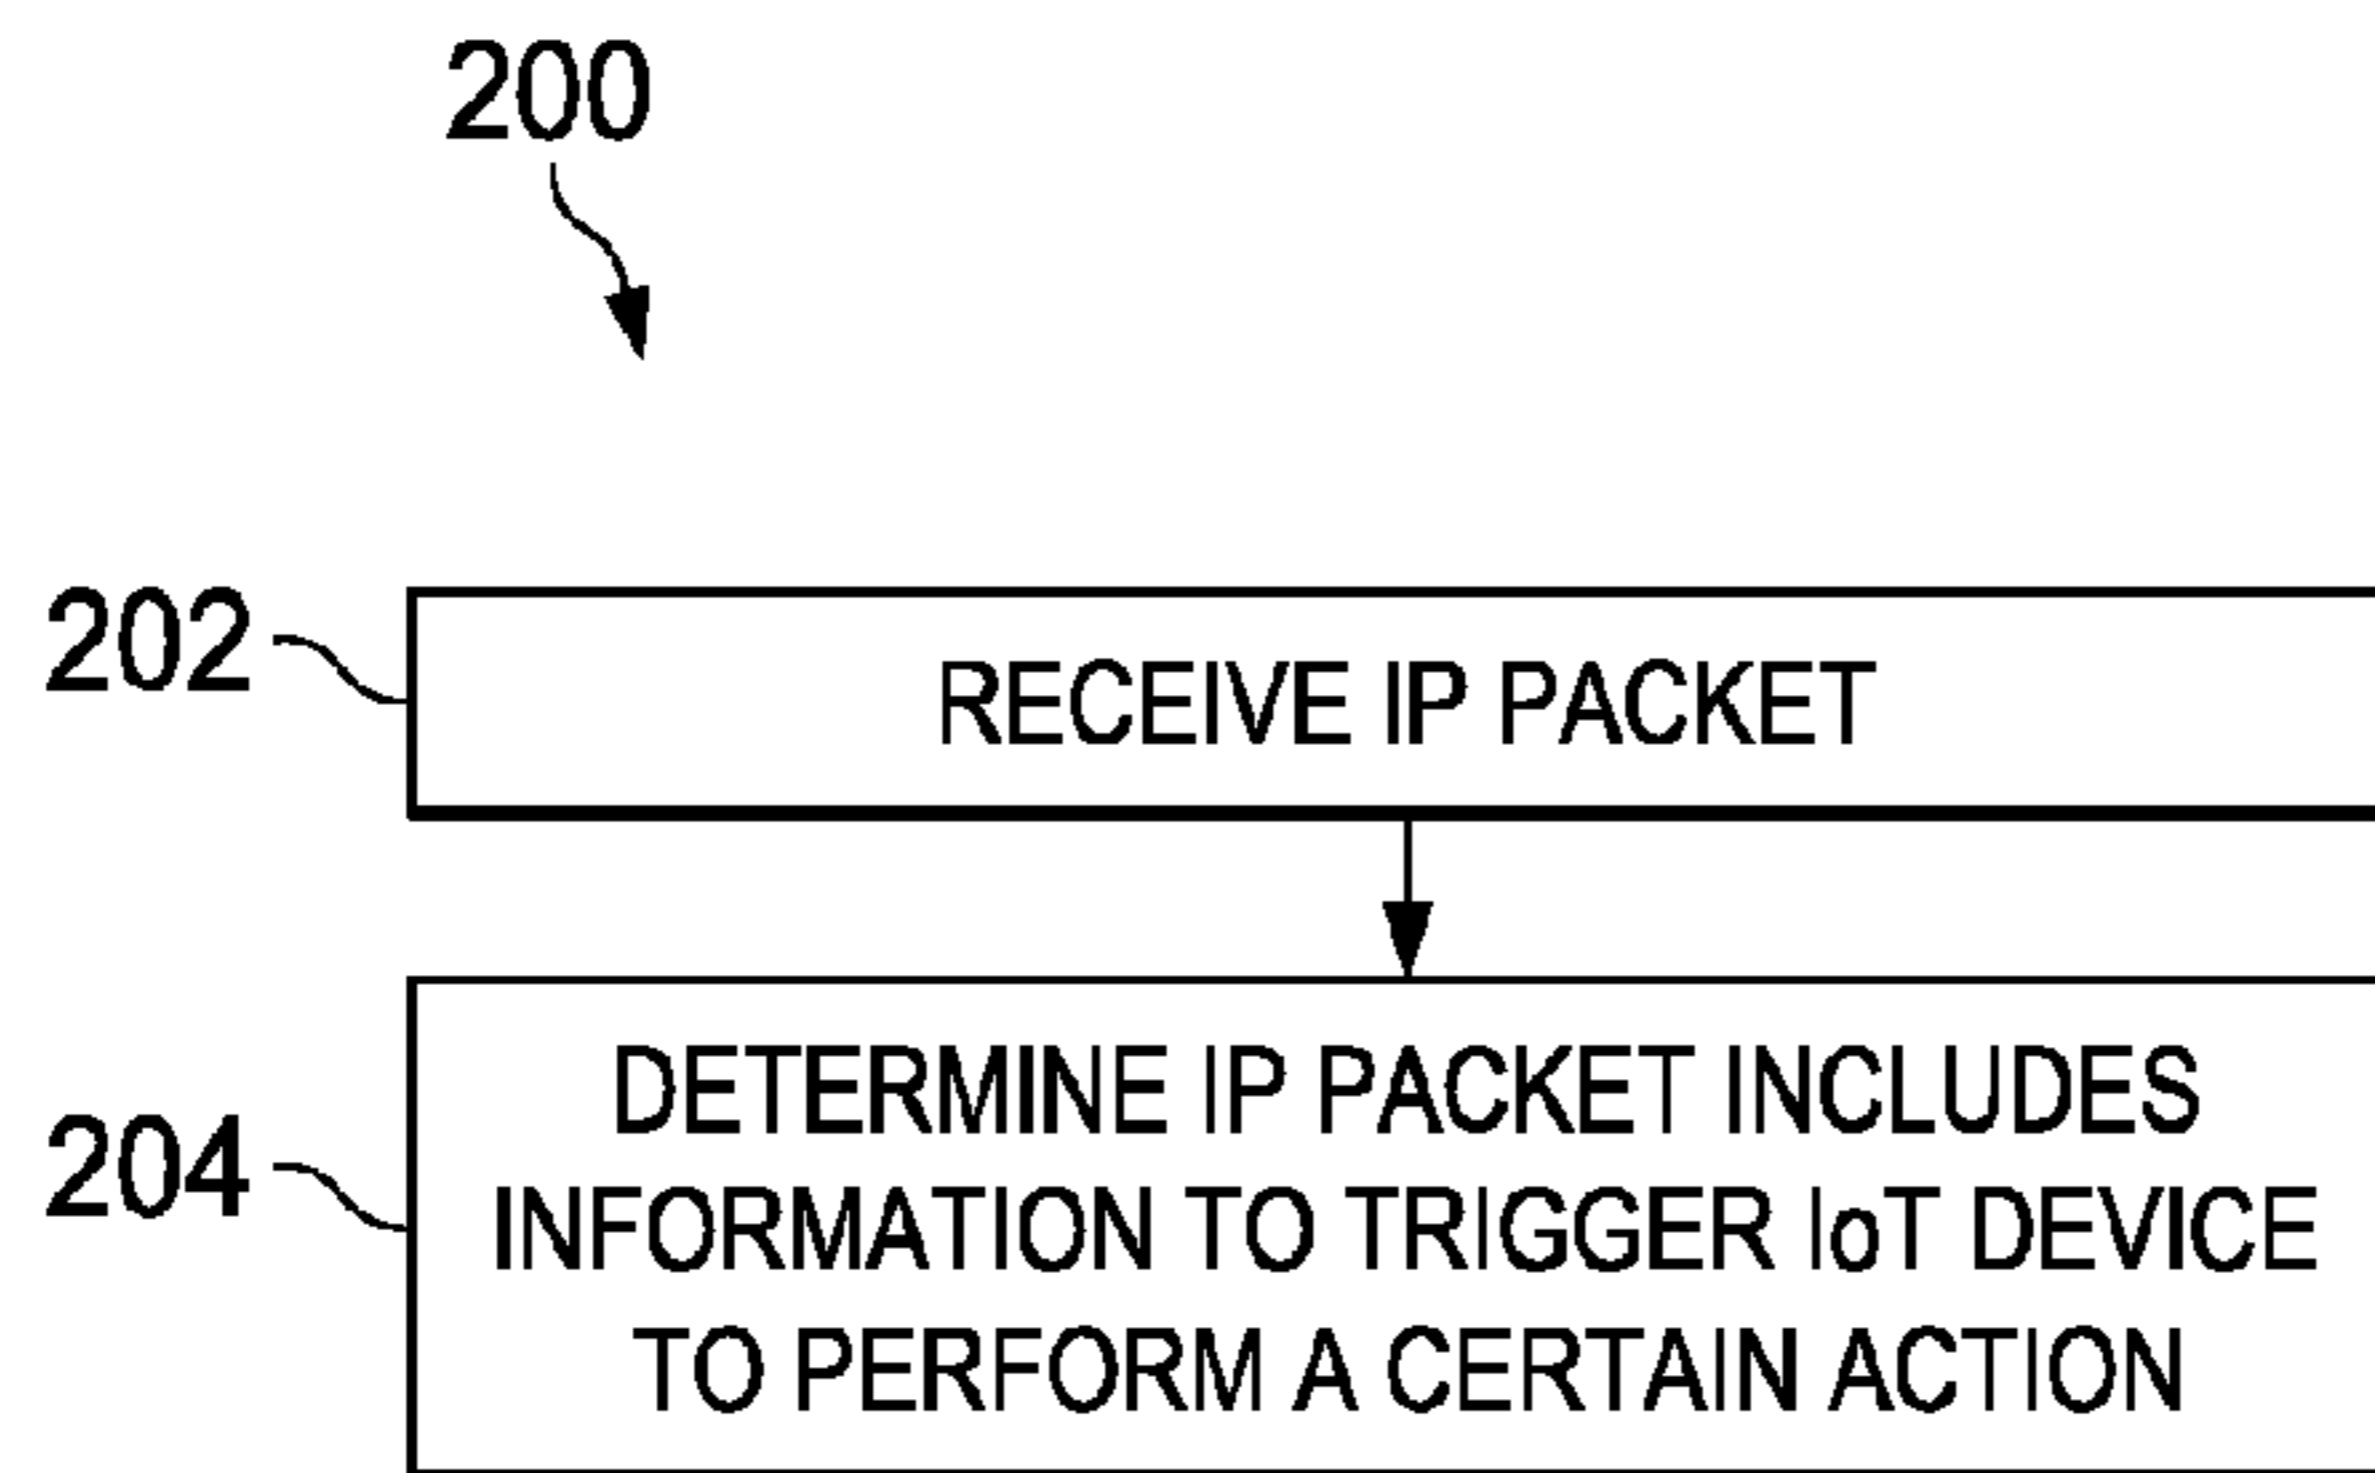 200
202
RECEIVE IP PACKET
204
DETERMINE IP PACKET INCLUDES
INFORMATION TO TRIGGER IoT DEVICE
TO PERFORM A CERTAIN ACTION